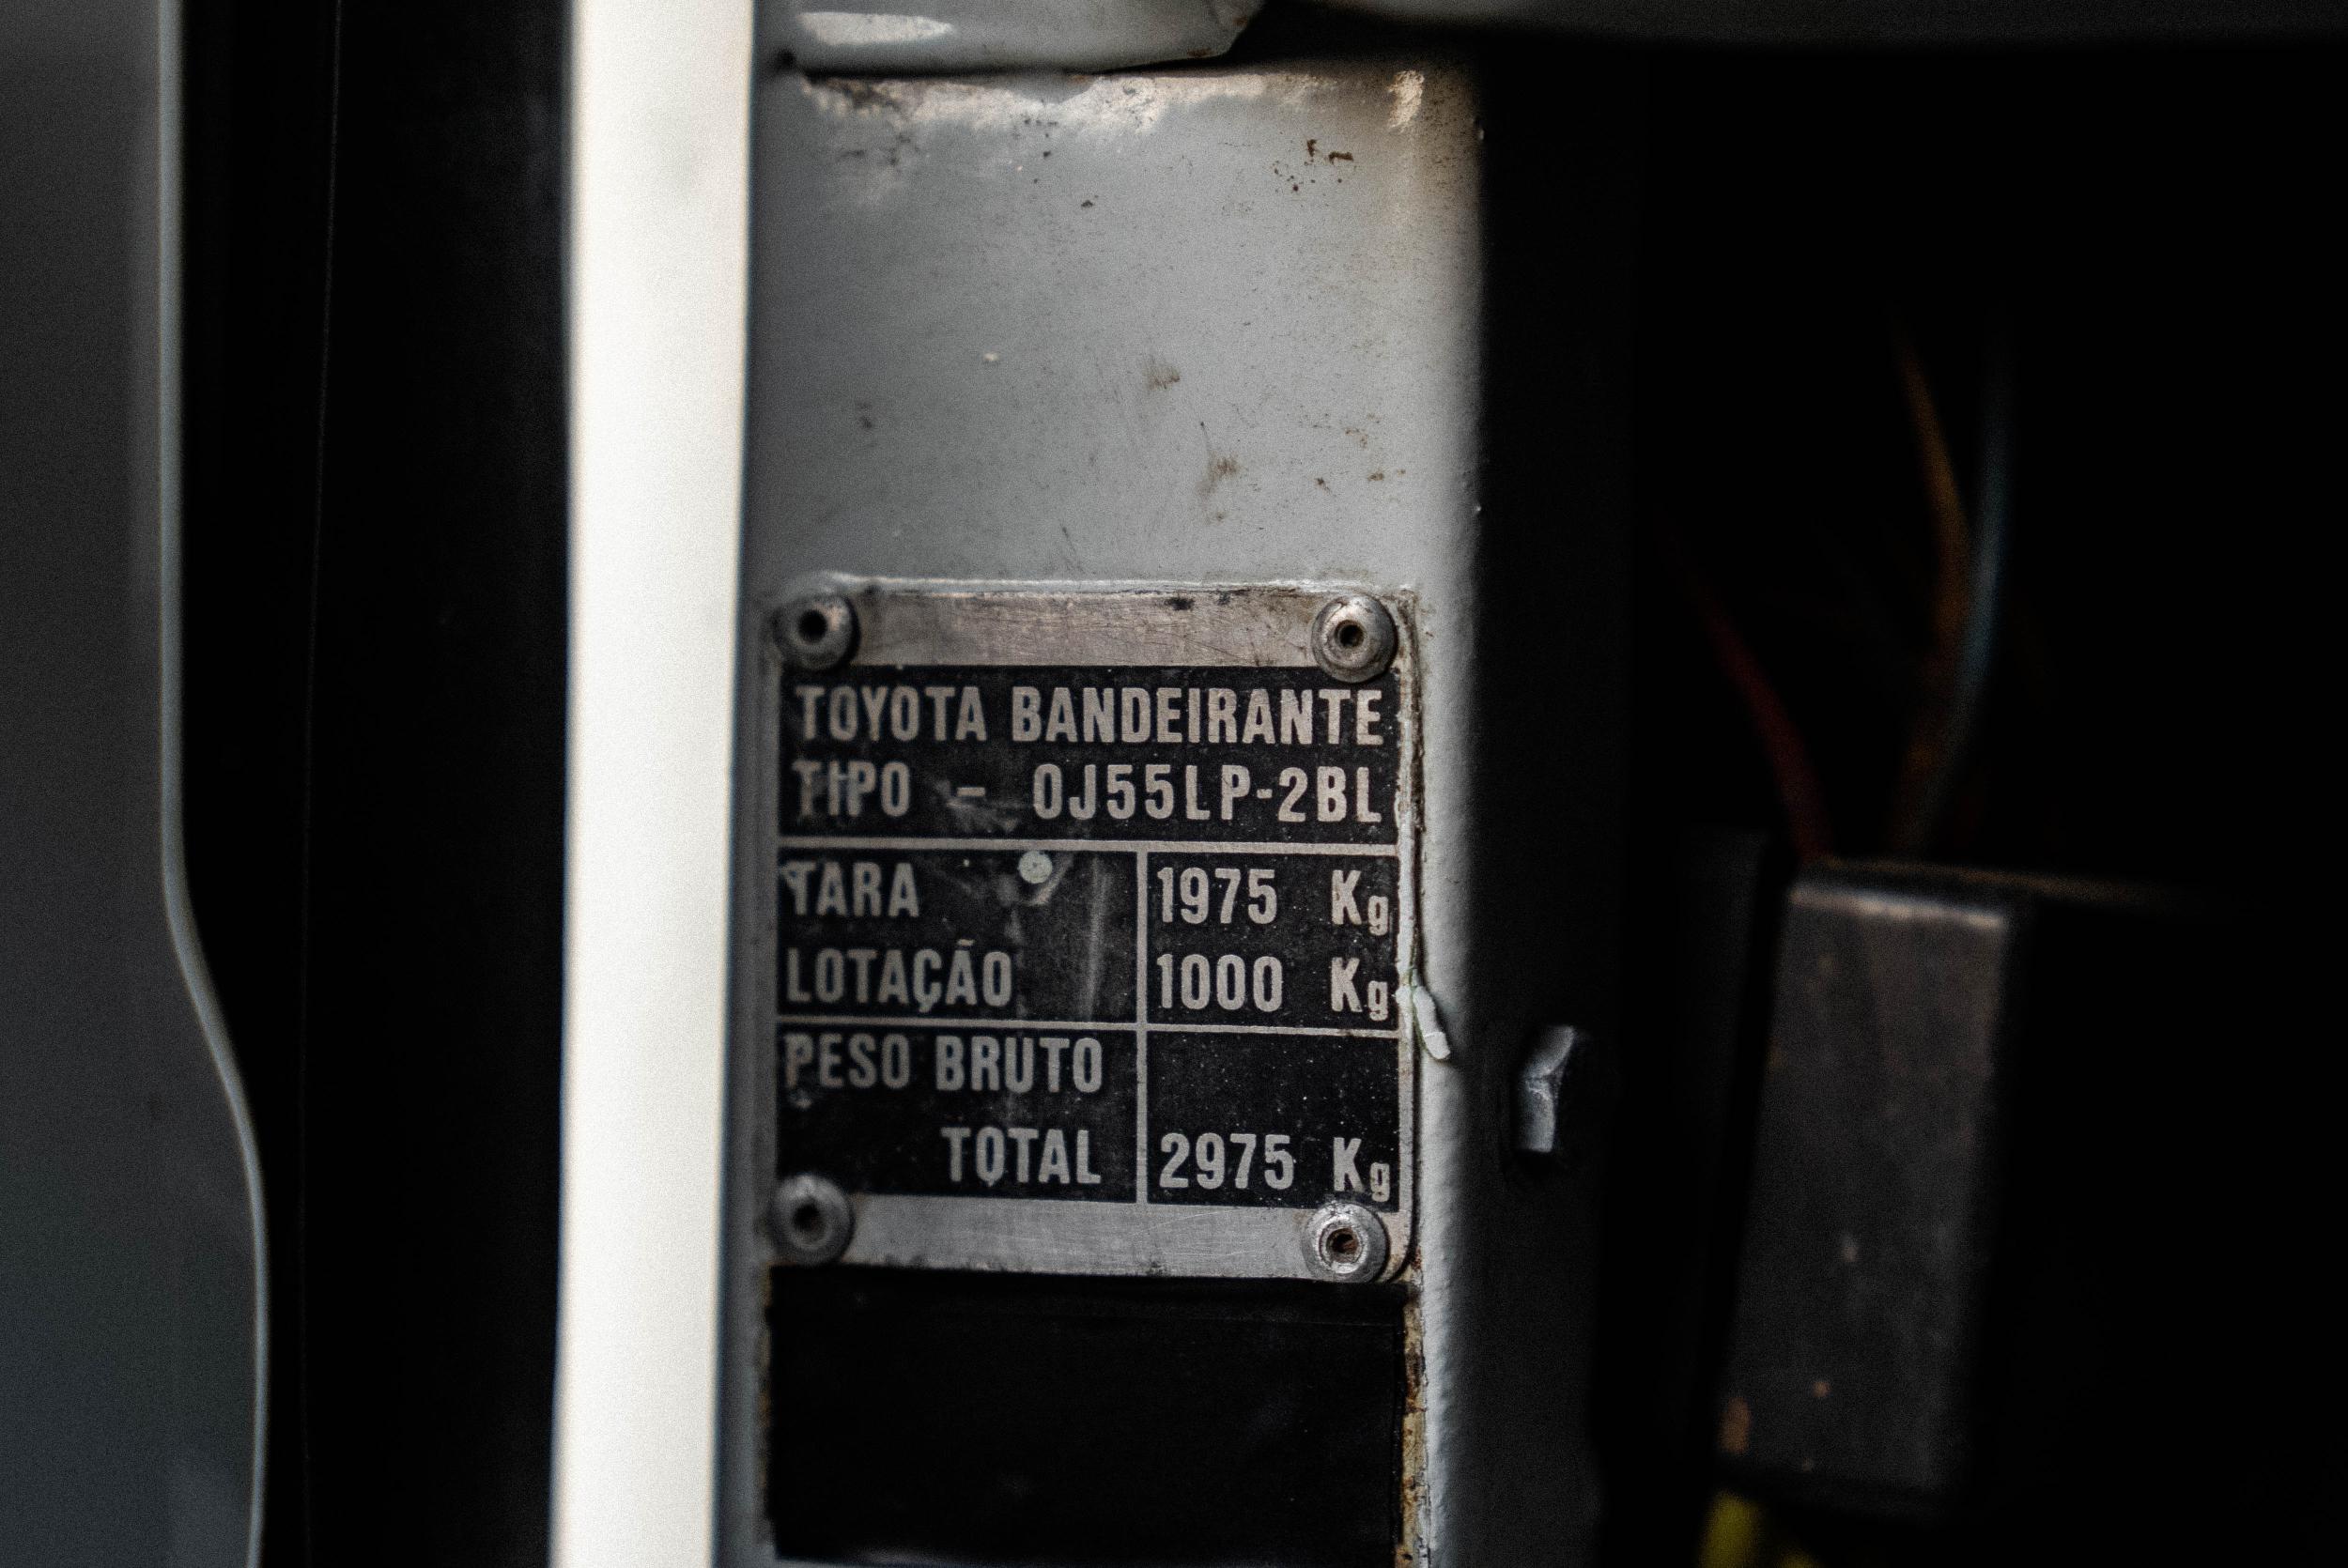 TOYOTA BANDEIRANTE
TIPO - OJ55LP-2BL
TARA 1975 Kg
LOTAÇÃO 1000 Kg
PESO BRUTO
TOTAL 2975 Kg